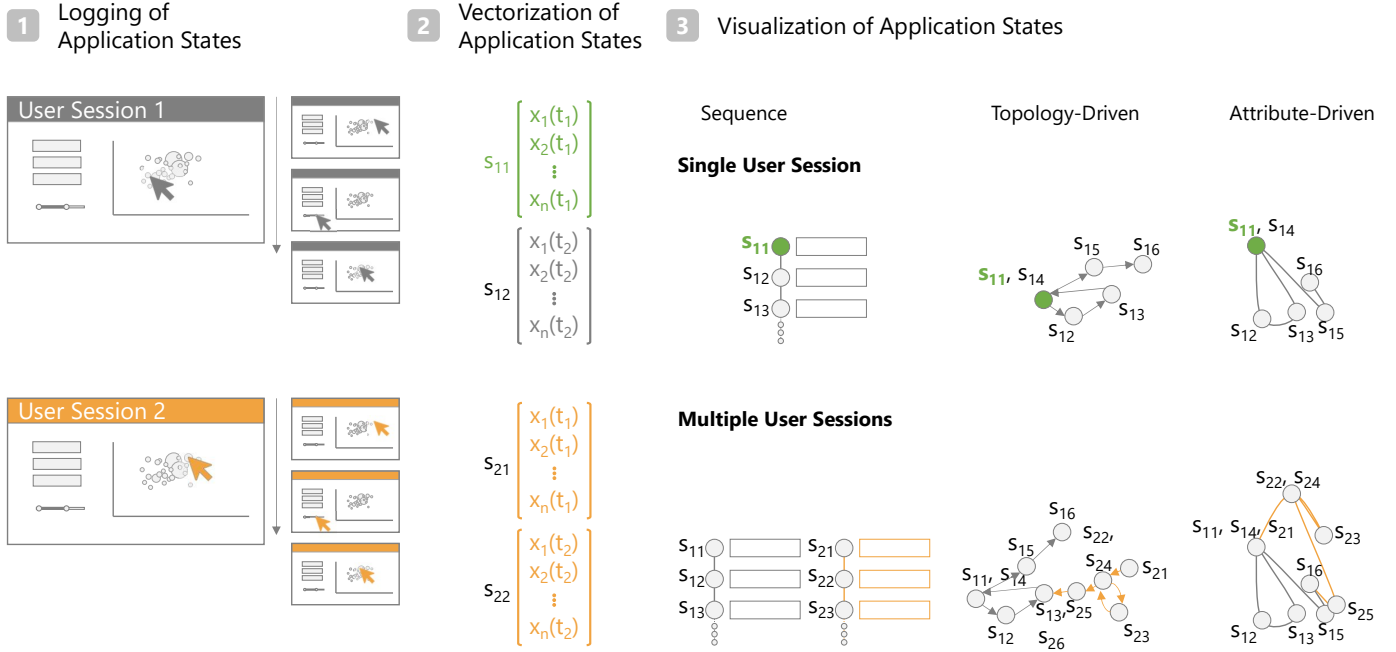 1 Logging of
Application States
2 Vectorization of
Application States
3 Visualization of Application States
User Session 1
s11
x1(t1)
x2(t1)
⋮
xn(t1)
s12
x1(t2)
x2(t2)
⋮
xn(t2)
Sequence
Topology-Driven
Attribute-Driven
Single User Session
s11
s12
s13
s15
s16
s11, s14
s13
s12
s11, s14
s16
s12
s13
s15
User Session 2
s21
x1(t1)
x2(t1)
⋮
xn(t1)
s22
x1(t2)
x2(t2)
⋮
xn(t2)
Multiple User Sessions
s11
s12
s13
s21
s22
s23
s16
s22,
s15
s24
s21
s11, s14
s13, s25
s12
s26
s23
s22, s24
s11, s14, s21
s23
s16
s25
s12
s13
s15